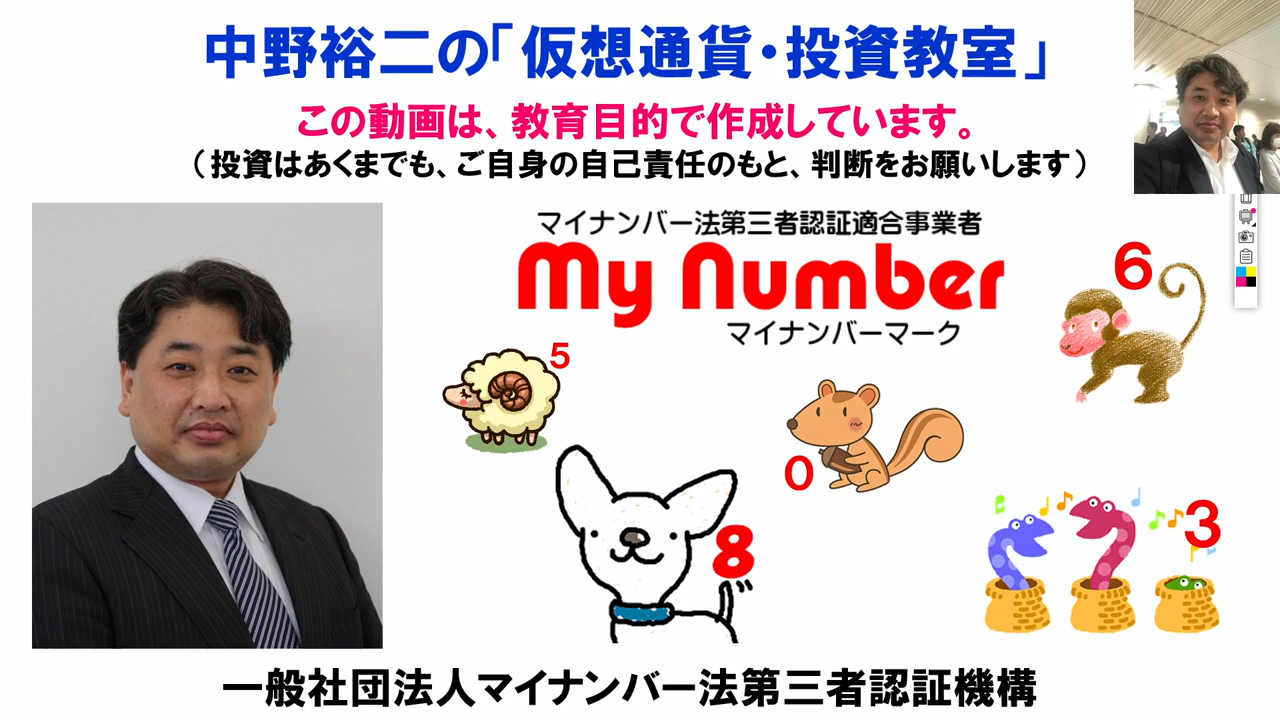 中野裕二の「仮想通貨・投資教室」
この動画は、教育目的で作成しています。
(投資はあくまでも、ご自身の自己責任のもと、判断をお願いします)
マイナンバー法第三者認証適合事業者
My Number
マイナンバーマーク
6
5
0
8
3
一般社団法人マイナンバー法第三者認証機構